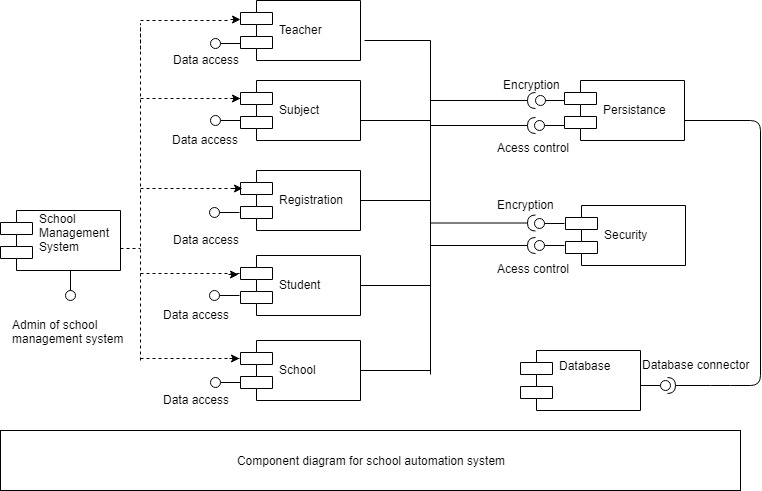 Teacher
Data access
Encryption
Subject
Persistance
Data access
Acess control
Registration
Encryption
School
Management
System
Data access
Security
Acess control
Student
Data access
Admin of school
management system
School
Database
Database connector
Data access
Component diagram for school automation system